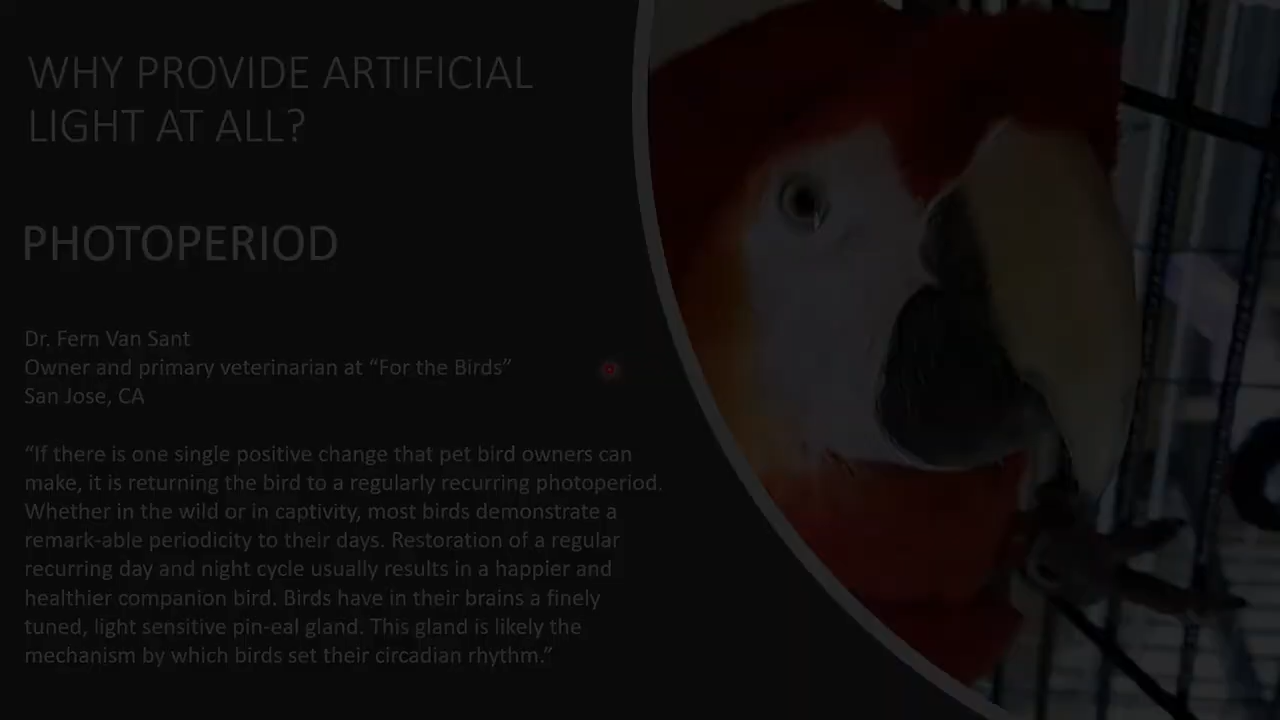 WHY PROVIDE ARTIFICIAL
LIGHT AT ALL?
PHOTOPERIOD
Dr. Fern Van Sant
Owner and primary veterinarian at “For the Birds”
San Jose, CA
“If there is one single positive change that pet bird owners can
make, it is returning the bird to a regularly recurring photoperiod.
Whether in the wild or in captivity, most birds demonstrate a
remark-able periodicity to their days. Restoration of a regular
recurring day and night cycle usually results in a happier and
healthier companion bird. Birds have in their brains a finely
tuned, light sensitive pin-eal gland. This gland is likely the
mechanism by which birds set their circadian rhythm.”